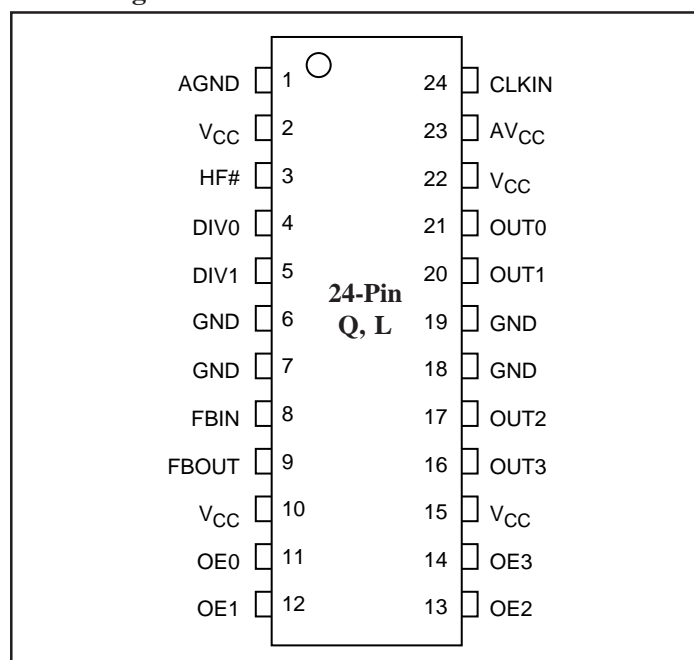 AGND 1 24 CLKIN
VCC 2 23 AVCC
HF# 3 22 VCC
DIV0 4 21 OUT0
DIV1 5 20 OUT1
24-Pin
Q, L
GND 6 19 GND
GND 7 18 GND
FBIN 8 17 OUT2
FBOUT 9 16 OUT3
VCC 10 15 VCC
OE0 11 14 OE3
OE1 12 13 OE2